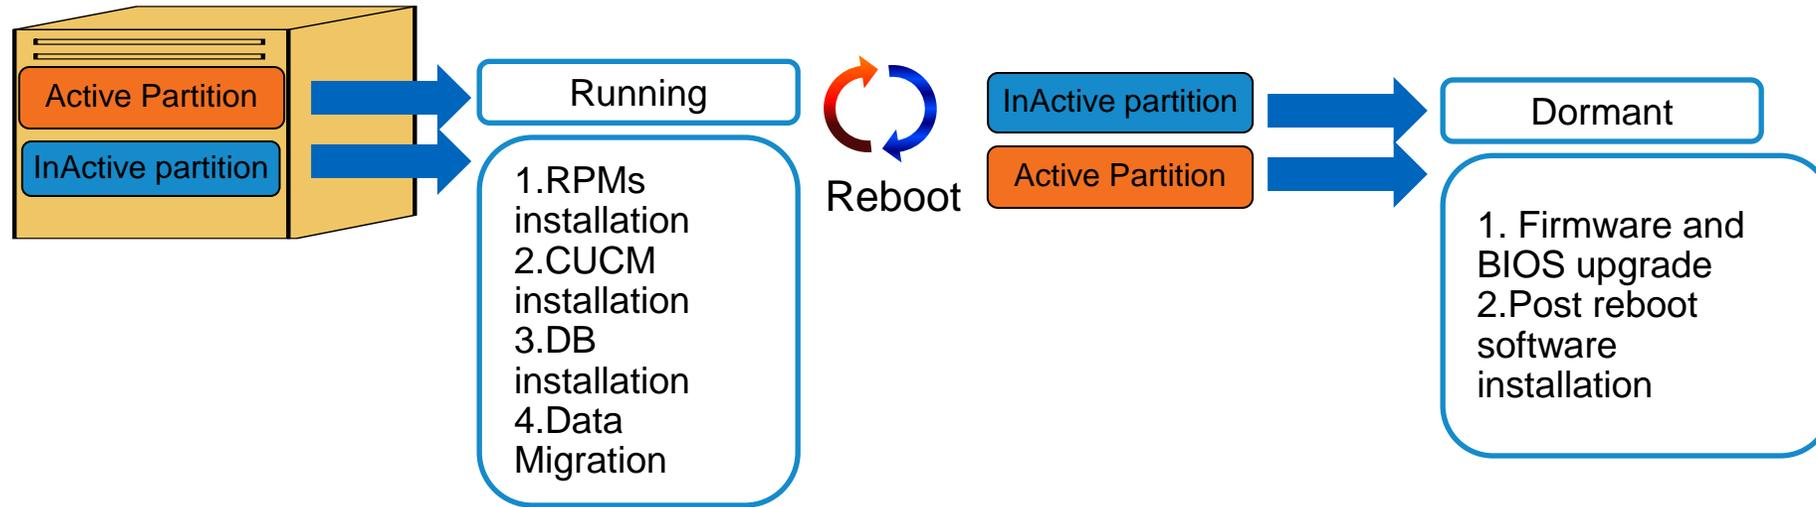 Active Partition
InActive partition
Running
1.RPMs
installation
2.CUCM
installation
3.DB
installation
4.Data
Migration
Reboot
InActive partition
Active Partition
Dormant
1. Firmware and
BIOS upgrade
2.Post reboot
software
installation